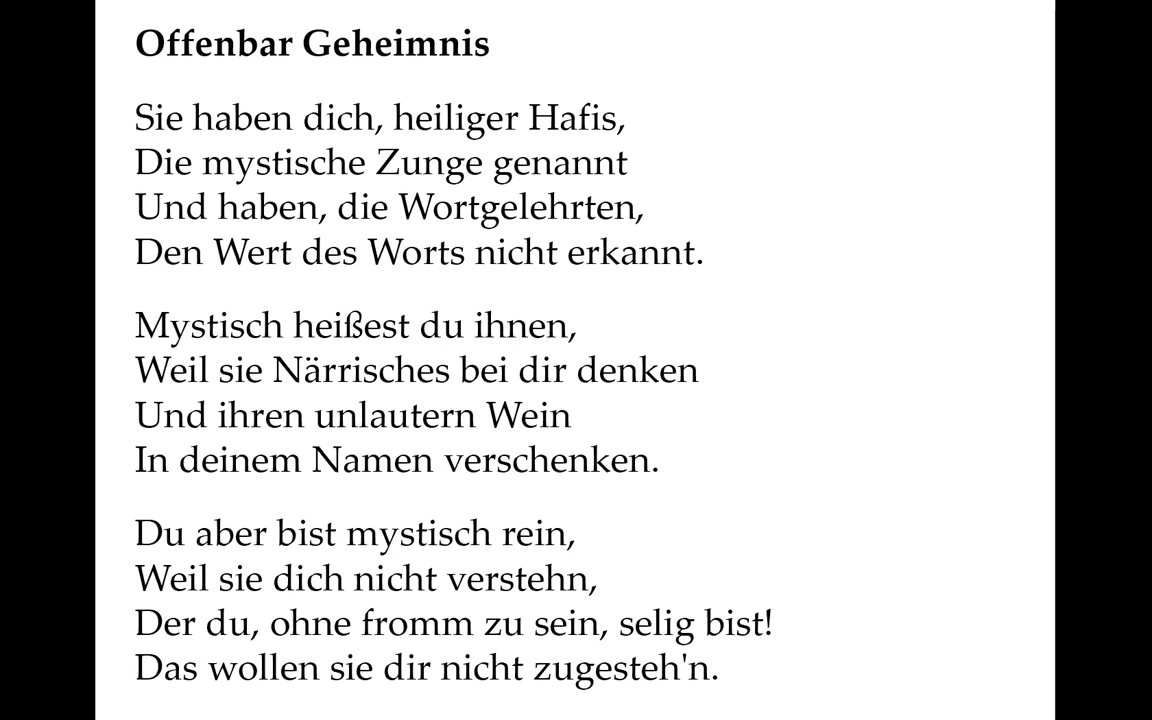 Offenbar Geheimnis
Sie haben dich, heiliger Hafis,
Die mystische Zunge genannt
Und haben, die Wortgelehrten,
Den Wert des Worts nicht erkannt.
Mystisch heißest du ihnen,
Weil sie Närrisches bei dir denken
Und ihren unlautern Wein
In deinem Namen verschenken.
Du aber bist mystisch rein,
Weil sie dich nicht verstehn,
Der du, ohne fromm zu sein, selig bist!
Das wollen sie dir nicht zugesteh'n.